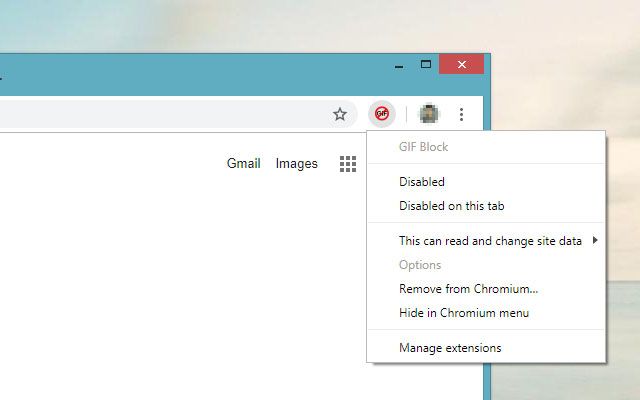 GIF
Gmail Images
GIF Block
Disabled
Disabled on this tab
This can read and change site data
Options
Remove from Chromium...
Hide in Chromium menu
Manage extensions